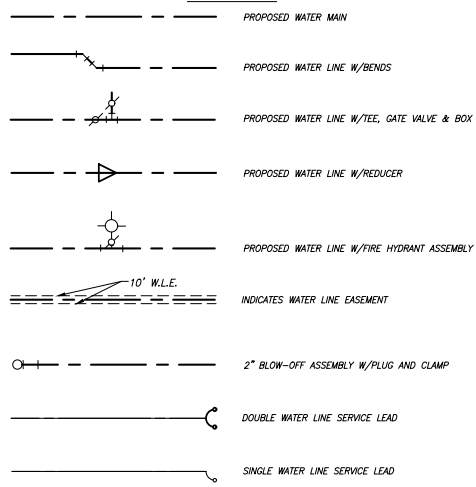 PROPOSED WATER MAIN
PROPOSED WATER LINE W/BENDS
PROPOSED WATER LINE W/TEE, GATE VALVE & BOX
PROPOSED WATER LINE W/REDUCER
PROPOSED WATER LINE W/FIRE HYDRANT ASSEMBLY
10' W.L.E.
INDICATES WATER LINE EASEMENT
2" BLOW-OFF ASSEMBLY W/PLUG AND CLAMP
DOUBLE WATER LINE SERVICE LEAD
SINGLE WATER LINE SERVICE LEAD